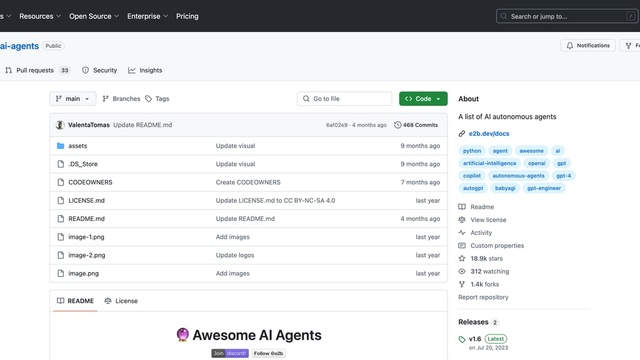 s Resources Open Source Enterprise Pricing Search or jump to... /
ai-agents Public Notifications
Pull requests 33 Security Insights
main Branches Tags Go to file Code
ValentaTomas Update README.md 6af02e9 · 4 months ago 468 Commits
assets Update visual 9 months ago
.DS_Store Update visual 9 months ago
CODEOWNERS Create CODEOWNERS 7 months ago
LICENSE.md Update LICENSE.md to CC BY-NC-SA 4.0 last year
README.md Update README.md 4 months ago
image-1.png Add images last year
image-2.png Update logos last year
image.png Add images last year
README License
Awesome AI Agents
Join discord! Follow @e2b
About
A list of AI autonomous agents
e2b.dev/docs
python agent awesome ai
artificial-intelligence openai gpt
copilot autonomous-agents gpt-4
autogpt babyagi gpt-engineer
Readme
View license
Activity
Custom properties
18.9k stars
312 watching
1.4k forks
Report repository
Releases 2
v1.6 Latest
on Jul 20, 2023